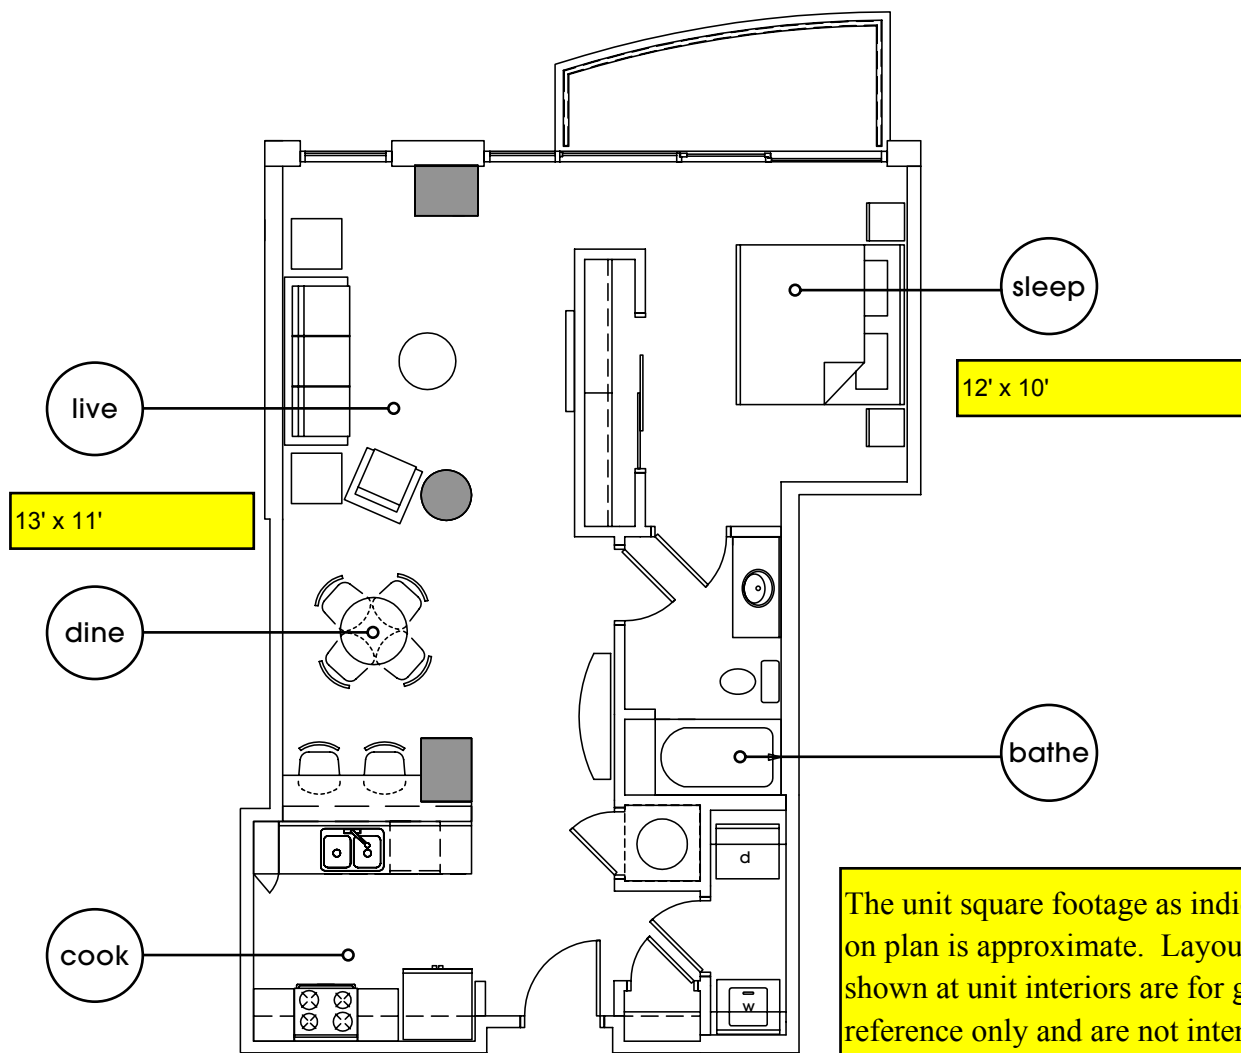 sleep
12' x 10'
live
13' x 11'
dine
bathe
d
The unit square footage as indi
on plan is approximate. Layou
shown at unit interiors are for g
reference only and are not inter
cook
w